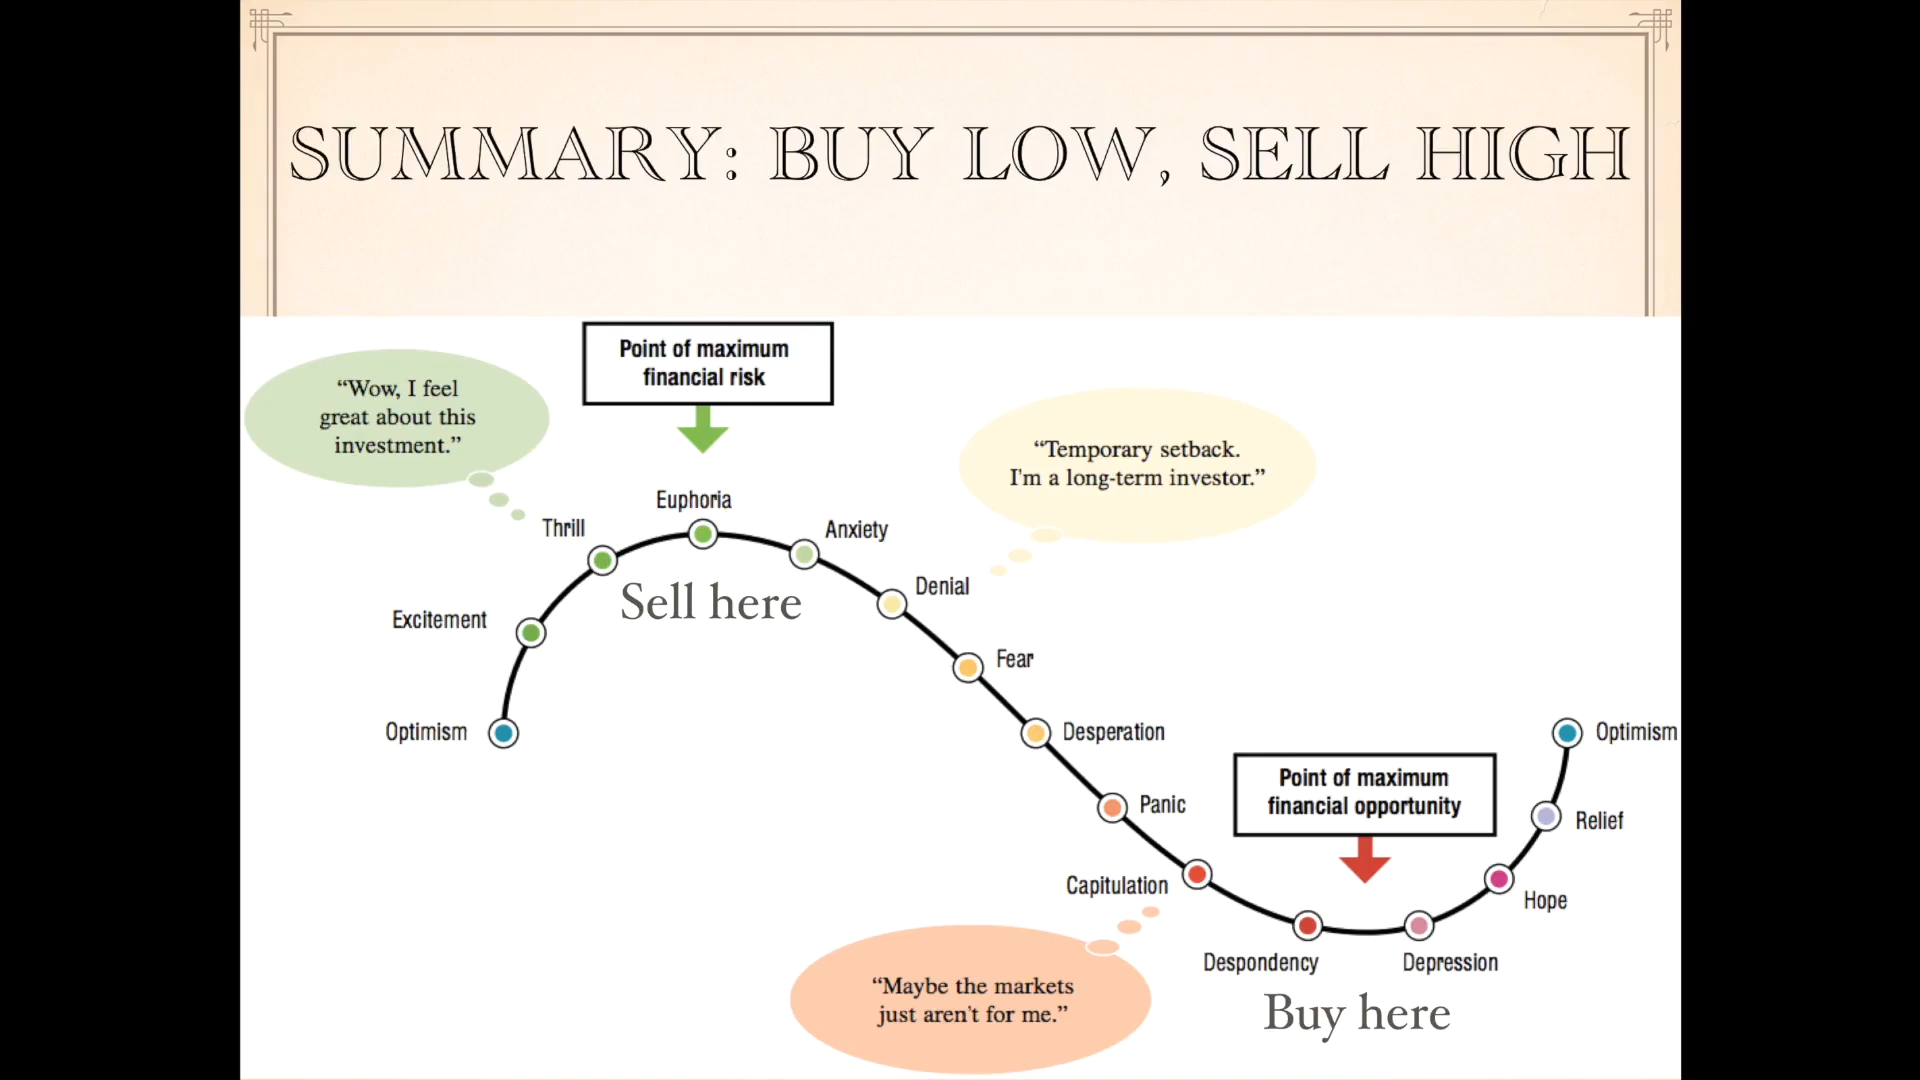 SUMMARY: BUY LOW, SELL HIGH
Point of maximum
financial risk
“Wow, I feel
great about this
investment.”
“Temporary setback.
I'm a long-term investor.”
Euphoria
Thrill
Anxiety
Sell here
Denial
Excitement
Fear
Optimism
Desperation
Optimism
Point of maximum
financial opportunity
Panic
Relief
Capitulation
Hope
Despondency
Depression
“Maybe the markets
just aren't for me.”
Buy here